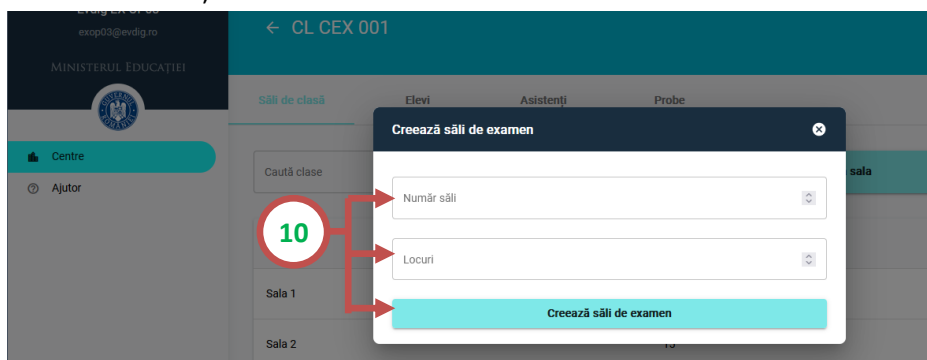 exop03@evdig.ro
MINISTERUL EDUCAȚIEI
Centre
Ajutor
← CL CEX 001
Săli de clasă
Elevi
Asistenți
Probe
Caută clase
sala
Sala 1
Sala 2
Creează săli de examen
Număr săli
Locuri
Creează săli de examen
10